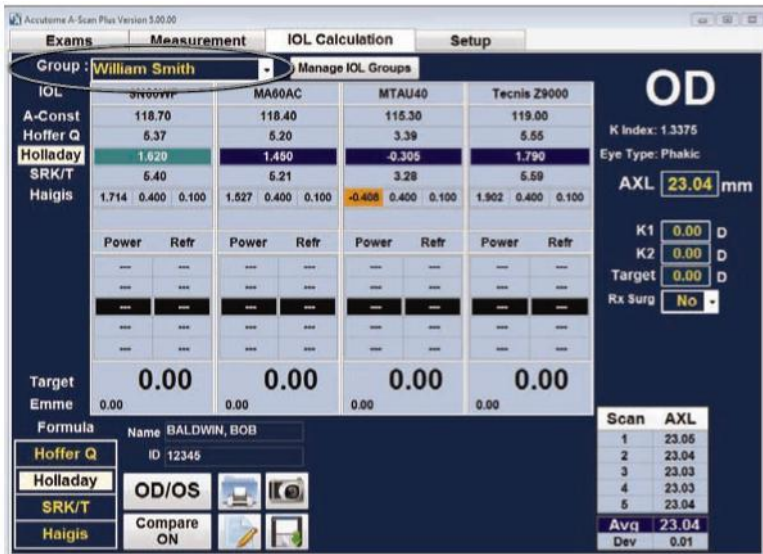 Accutome A-Scan Plus Version 5.00.00
Exams Measurement IOL Calculation Setup
Group : William Smith Manage IOL Groups
OD
IOL SN60WF MA60AC MTAU40 Tecnis Z9000
A-Const 118.70 118.40 115.30 119.00
Hoffer Q 5.37 5.20 3.39 5.55
K Index: 1.3375
Holladay 1.620 1.450 -0.305 1.790
Eye Type: Phakic
SRK/T 5.40 5.21 3.28 5.59
Haigis 1.714 0.400 0.100 1.527 0.400 0.100 -0.408 0.400 0.100 1.902 0.400 0.100
AXL 23.04 mm
Power Refr Power Refr Power Refr Power Refr
K1 0.00 D
K2 0.00 D
Target 0.00 D
Rx Surg No
--- --- --- --- --- --- --- ---
--- --- --- --- --- --- --- ---
--- --- --- --- --- --- --- ---
--- --- --- --- --- --- --- ---
--- --- --- --- --- --- --- ---
Target 0.00 0.00 0.00 0.00
Emme 0.00 0.00 0.00 0.00
Formula
Hoffer Q
Holladay
SRK/T
Haigis
Name BALDWIN, BOB
ID 12345
OD/OS
Compare
ON
Scan AXL
1 23.05
2 23.04
3 23.03
4 23.03
5 23.04
Avg 23.04
Dev 0.01